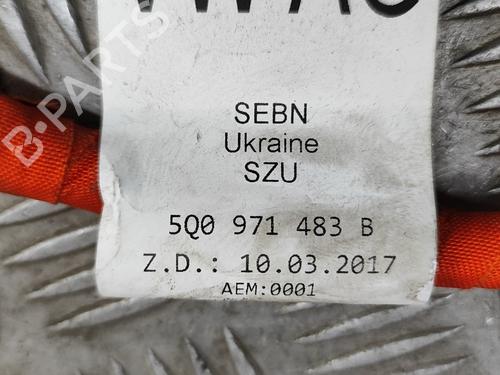 SEBN
Ukraine
SZU
5Q0 971 483 B
Z.D.: 10.03.2017
AEM:0001
B-PARTS